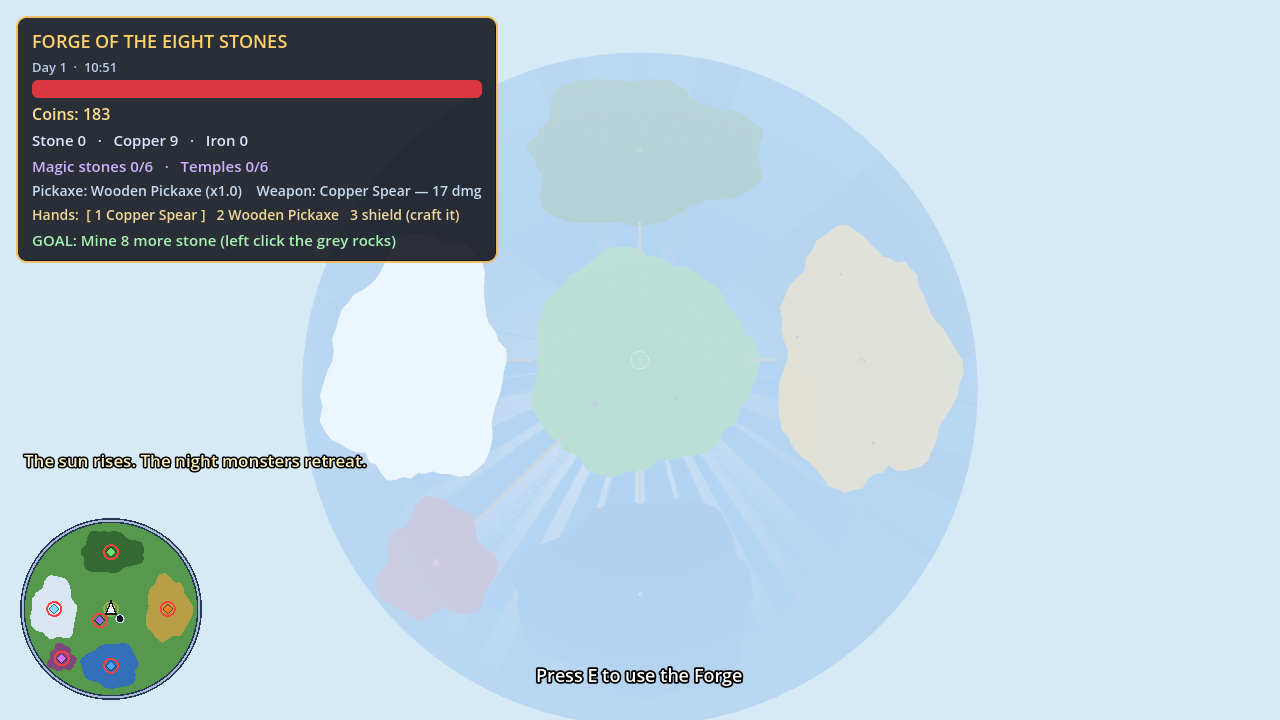 FORGE OF THE EIGHT STONES
Day 1 · 10:51
Coins: 183
Stone 0 · Copper 9 · Iron 0
Magic stones 0/6 · Temples 0/6
Pickaxe: Wooden Pickaxe (x1.0) Weapon: Copper Spear — 17 dmg
Hands: [ 1 Copper Spear ] 2 Wooden Pickaxe 3 shield (craft it)
GOAL: Mine 8 more stone (left click the grey rocks)
The sun rises. The night monsters retreat.
Press E to use the Forge